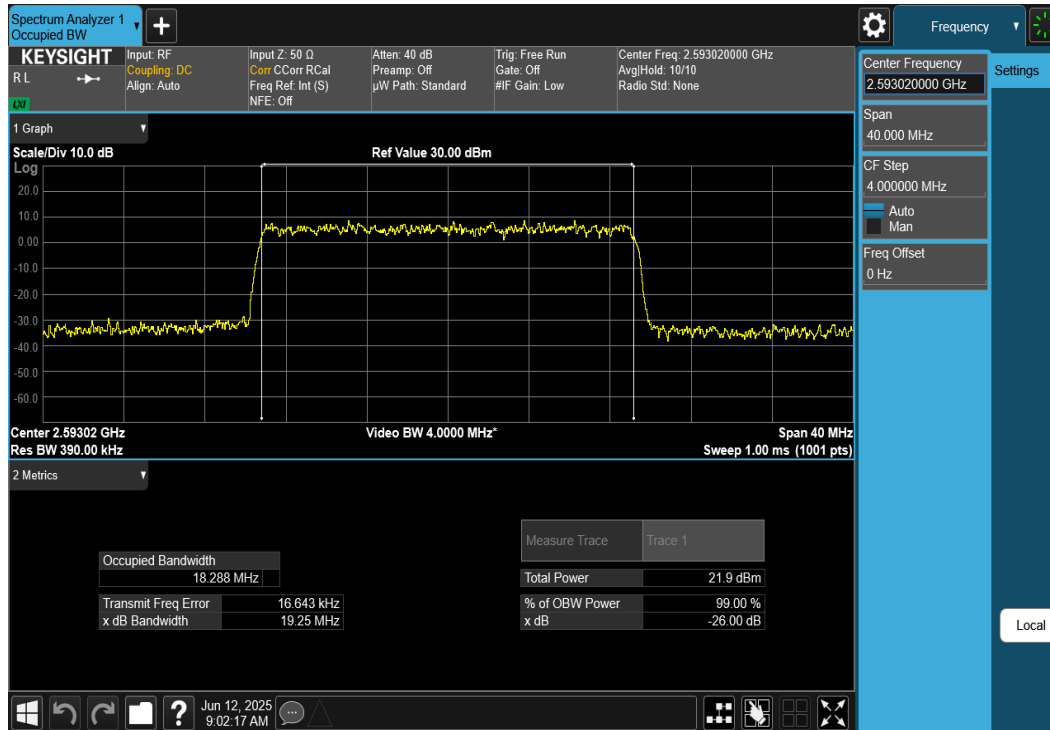 Spectrum Analyzer 1
Occupied BW
+
Frequency
KEYSIGHT
R L
LXI
Input: RF
Coupling: DC
Align: Auto
Input Z: 50 Ω
Corr CCorr RCal
Freq Ref: Int (S)
NFE: Off
Atten: 40 dB
Preamp: Off
µW Path: Standard
Trig: Free Run
Gate: Off
#IF Gain: Low
Center Freq: 2.593020000 GHz
Avg|Hold: 10/10
Radio Std: None
Center Frequency
2.593020000 GHz
Settings
Span
40.000 MHz
CF Step
4.000000 MHz
Auto
Man
Freq Offset
0 Hz
Local
1 Graph
Scale/Div 10.0 dB
Ref Value 30.00 dBm
Log
20.0
10.0
0.00
-10.0
-20.0
-30.0
-40.0
-50.0
-60.0
Center 2.59302 GHz
Video BW 4.0000 MHz*
Span 40 MHz
Res BW 390.00 kHz
Sweep 1.00 ms (1001 pts)
2 Metrics
Measure Trace Trace 1
Occupied Bandwidth
18.288 MHz
Total Power 21.9 dBm
Transmit Freq Error 16.643 kHz
% of OBW Power 99.00 %
x dB Bandwidth 19.25 MHz
x dB -26.00 dB
?
Jun 12, 2025
9:02:17 AM